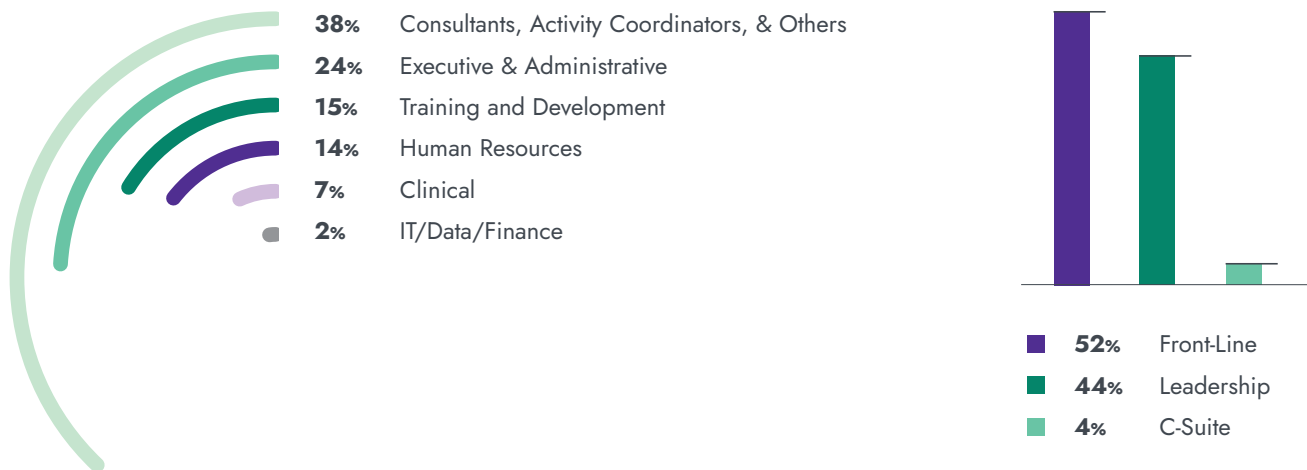 38% Consultants, Activity Coordinators, & Others
24% Executive & Administrative
15% Training and Development
14% Human Resources
7% Clinical
2% IT/Data/Finance
52% Front-Line
44% Leadership
4% C-Suite